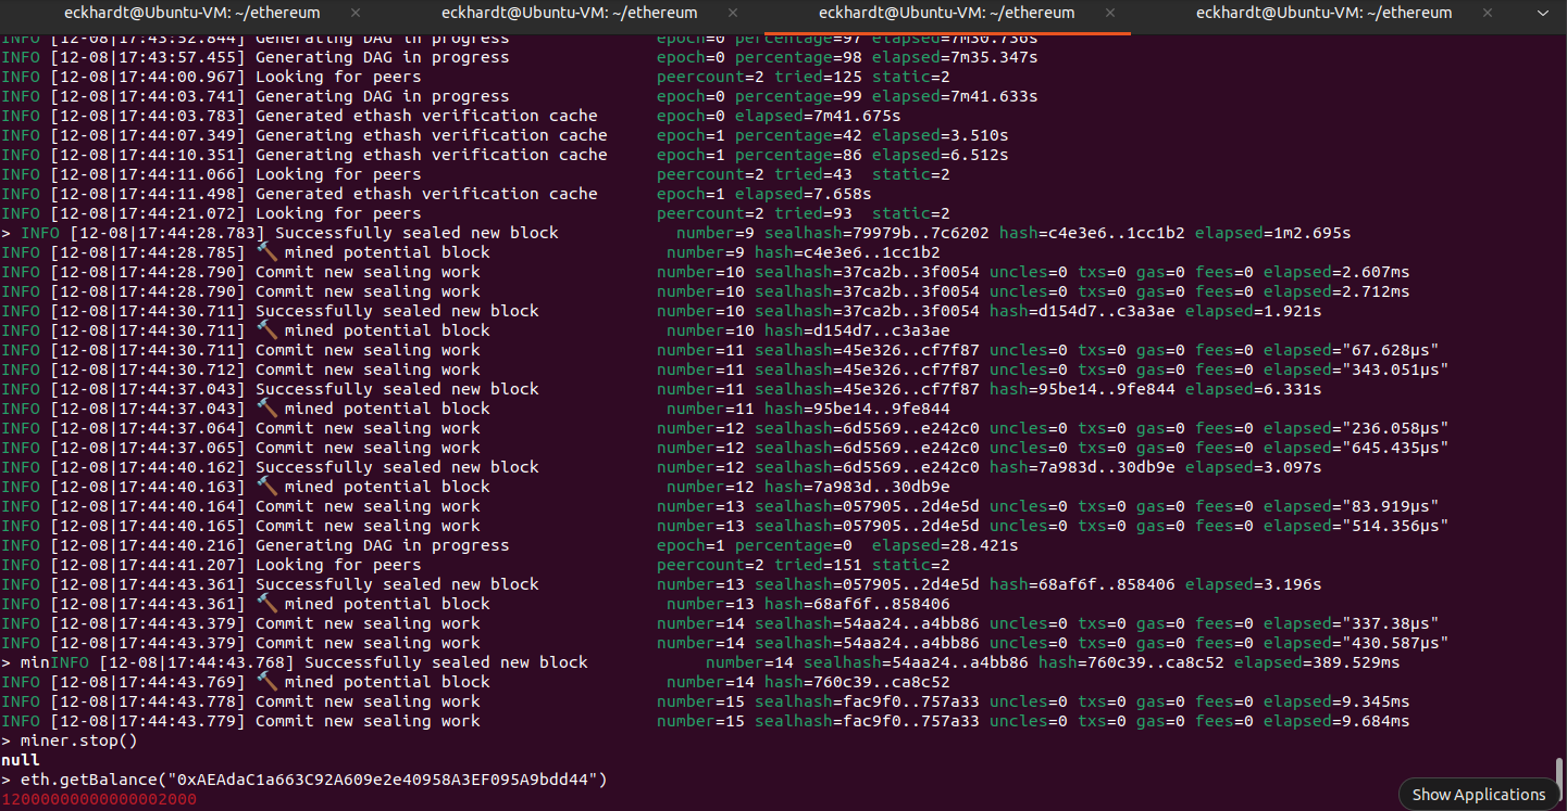 eckhardt@Ubuntu-VM: ~/ethereum × eckhardt@Ubuntu-VM: ~/ethereum × eckhardt@Ubuntu-VM: ~/ethereum × eckhardt@Ubuntu-VM: ~/ethereum ×
INFO [12-08|17:43:52.844] Generating DAG in progress epoch=0 percentage=97 elapsed=7m30.736s
INFO [12-08|17:43:57.455] Generating DAG in progress epoch=0 percentage=98 elapsed=7m35.347s
INFO [12-08|17:44:00.967] Looking for peers peercount=2 tried=125 static=2
INFO [12-08|17:44:03.741] Generating DAG in progress epoch=0 percentage=99 elapsed=7m41.633s
INFO [12-08|17:44:03.783] Generated ethash verification cache epoch=0 elapsed=7m41.675s
INFO [12-08|17:44:07.349] Generating ethash verification cache epoch=1 percentage=42 elapsed=3.510s
INFO [12-08|17:44:10.351] Generating ethash verification cache epoch=1 percentage=86 elapsed=6.512s
INFO [12-08|17:44:11.066] Looking for peers peercount=2 tried=43 static=2
INFO [12-08|17:44:11.498] Generated ethash verification cache epoch=1 elapsed=7.658s
INFO [12-08|17:44:21.072] Looking for peers peercount=2 tried=93 static=2
> INFO [12-08|17:44:28.783] Successfully sealed new block number=9 sealhash=79979b..7c6202 hash=c4e3e6..1cc1b2 elapsed=1m2.695s
INFO [12-08|17:44:28.785] 🔨 mined potential block number=9 hash=c4e3e6..1cc1b2
INFO [12-08|17:44:28.790] Commit new sealing work number=10 sealhash=37ca2b..3f0054 uncles=0 txs=0 gas=0 fees=0 elapsed=2.607ms
INFO [12-08|17:44:28.790] Commit new sealing work number=10 sealhash=37ca2b..3f0054 uncles=0 txs=0 gas=0 fees=0 elapsed=2.712ms
INFO [12-08|17:44:30.711] Successfully sealed new block number=10 sealhash=37ca2b..3f0054 hash=d154d7..c3a3ae elapsed=1.921s
INFO [12-08|17:44:30.711] 🔨 mined potential block number=10 hash=d154d7..c3a3ae
INFO [12-08|17:44:30.711] Commit new sealing work number=11 sealhash=45e326..cf7f87 uncles=0 txs=0 gas=0 fees=0 elapsed="67.628µs"
INFO [12-08|17:44:30.712] Commit new sealing work number=11 sealhash=45e326..cf7f87 uncles=0 txs=0 gas=0 fees=0 elapsed="343.051µs"
INFO [12-08|17:44:37.043] Successfully sealed new block number=11 sealhash=45e326..cf7f87 hash=95be14..9fe844 elapsed=6.331s
INFO [12-08|17:44:37.043] 🔨 mined potential block number=11 hash=95be14..9fe844
INFO [12-08|17:44:37.064] Commit new sealing work number=12 sealhash=6d5569..e242c0 uncles=0 txs=0 gas=0 fees=0 elapsed="236.058µs"
INFO [12-08|17:44:37.065] Commit new sealing work number=12 sealhash=6d5569..e242c0 uncles=0 txs=0 gas=0 fees=0 elapsed="645.435µs"
INFO [12-08|17:44:40.162] Successfully sealed new block number=12 sealhash=6d5569..e242c0 hash=7a983d..30db9e elapsed=3.097s
INFO [12-08|17:44:40.163] 🔨 mined potential block number=12 hash=7a983d..30db9e
INFO [12-08|17:44:40.164] Commit new sealing work number=13 sealhash=057905..2d4e5d uncles=0 txs=0 gas=0 fees=0 elapsed="83.919µs"
INFO [12-08|17:44:40.165] Commit new sealing work number=13 sealhash=057905..2d4e5d uncles=0 txs=0 gas=0 fees=0 elapsed="514.356µs"
INFO [12-08|17:44:40.216] Generating DAG in progress epoch=1 percentage=0 elapsed=28.421s
INFO [12-08|17:44:41.207] Looking for peers peercount=2 tried=151 static=2
INFO [12-08|17:44:43.361] Successfully sealed new block number=13 sealhash=057905..2d4e5d hash=68af6f..858406 elapsed=3.196s
INFO [12-08|17:44:43.361] 🔨 mined potential block number=13 hash=68af6f..858406
INFO [12-08|17:44:43.379] Commit new sealing work number=14 sealhash=54aa24..a4bb86 uncles=0 txs=0 gas=0 fees=0 elapsed="337.38µs"
INFO [12-08|17:44:43.379] Commit new sealing work number=14 sealhash=54aa24..a4bb86 uncles=0 txs=0 gas=0 fees=0 elapsed="430.587µs"
> minINFO [12-08|17:44:43.768] Successfully sealed new block number=14 sealhash=54aa24..a4bb86 hash=760c39..ca8c52 elapsed=389.529ms
INFO [12-08|17:44:43.769] 🔨 mined potential block number=14 hash=760c39..ca8c52
INFO [12-08|17:44:43.778] Commit new sealing work number=15 sealhash=fac9f0..757a33 uncles=0 txs=0 gas=0 fees=0 elapsed=9.345ms
INFO [12-08|17:44:43.779] Commit new sealing work number=15 sealhash=fac9f0..757a33 uncles=0 txs=0 gas=0 fees=0 elapsed=9.684ms
> miner.stop()
null
> eth.getBalance("0xAEAdaC1a663C92A609e2e40958A3EF095A9bdd44")
12000000000000002000
Show Applications